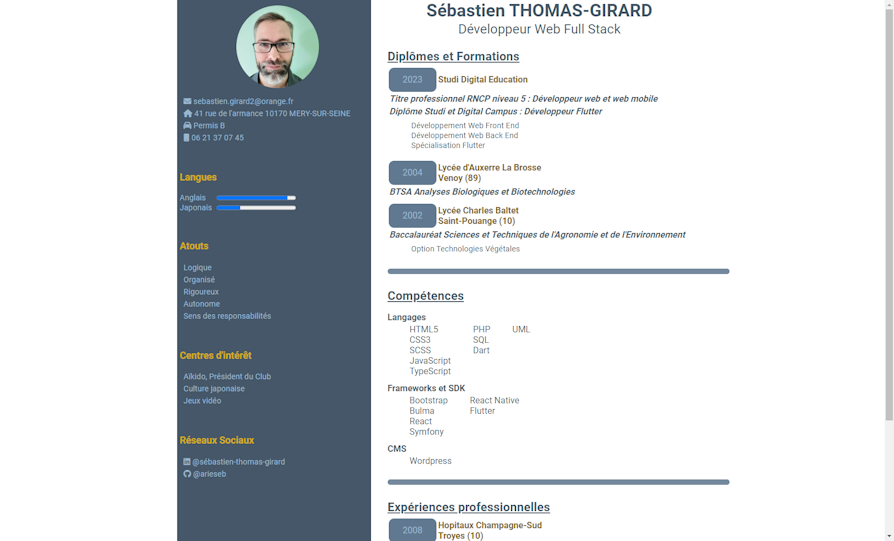 sebastien.girard2@orange.fr
41 rue de l'armance 10170 MERY-SUR-SEINE
Permis B
06 21 37 07 45
Langues
Anglais
Japonais
Atouts
Logique
Organisé
Rigoureux
Autonome
Sens des responsabilités
Centres d'intérêt
Aïkido, Président du Club
Culture japonaise
Jeux vidéo
Réseaux Sociaux
@sébastien-thomas-girard
@arieseb
Sébastien THOMAS-GIRARD
Développeur Web Full Stack
Diplômes et Formations
2023 Studi Digital Education
Titre professionnel RNCP niveau 5 : Développeur web et web mobile
Diplôme Studi et Digital Campus : Développeur Flutter
Développement Web Front End
Développement Web Back End
Spécialisation Flutter
2004 Lycée d'Auxerre La Brosse
Venoy (89)
BTSA Analyses Biologiques et Biotechnologies
2002 Lycée Charles Baltet
Saint-Pouange (10)
Baccalauréat Sciences et Techniques de l'Agronomie et de l'Environnement
Option Technologies Végétales
Compétences
Langages
HTML5 PHP UML
CSS3 SQL
SCSS Dart
JavaScript
TypeScript
Frameworks et SDK
Bootstrap React Native
Bulma Flutter
React
Symfony
CMS
Wordpress
Expériences professionnelles
2008 Hopitaux Champagne-Sud
Troyes (10)